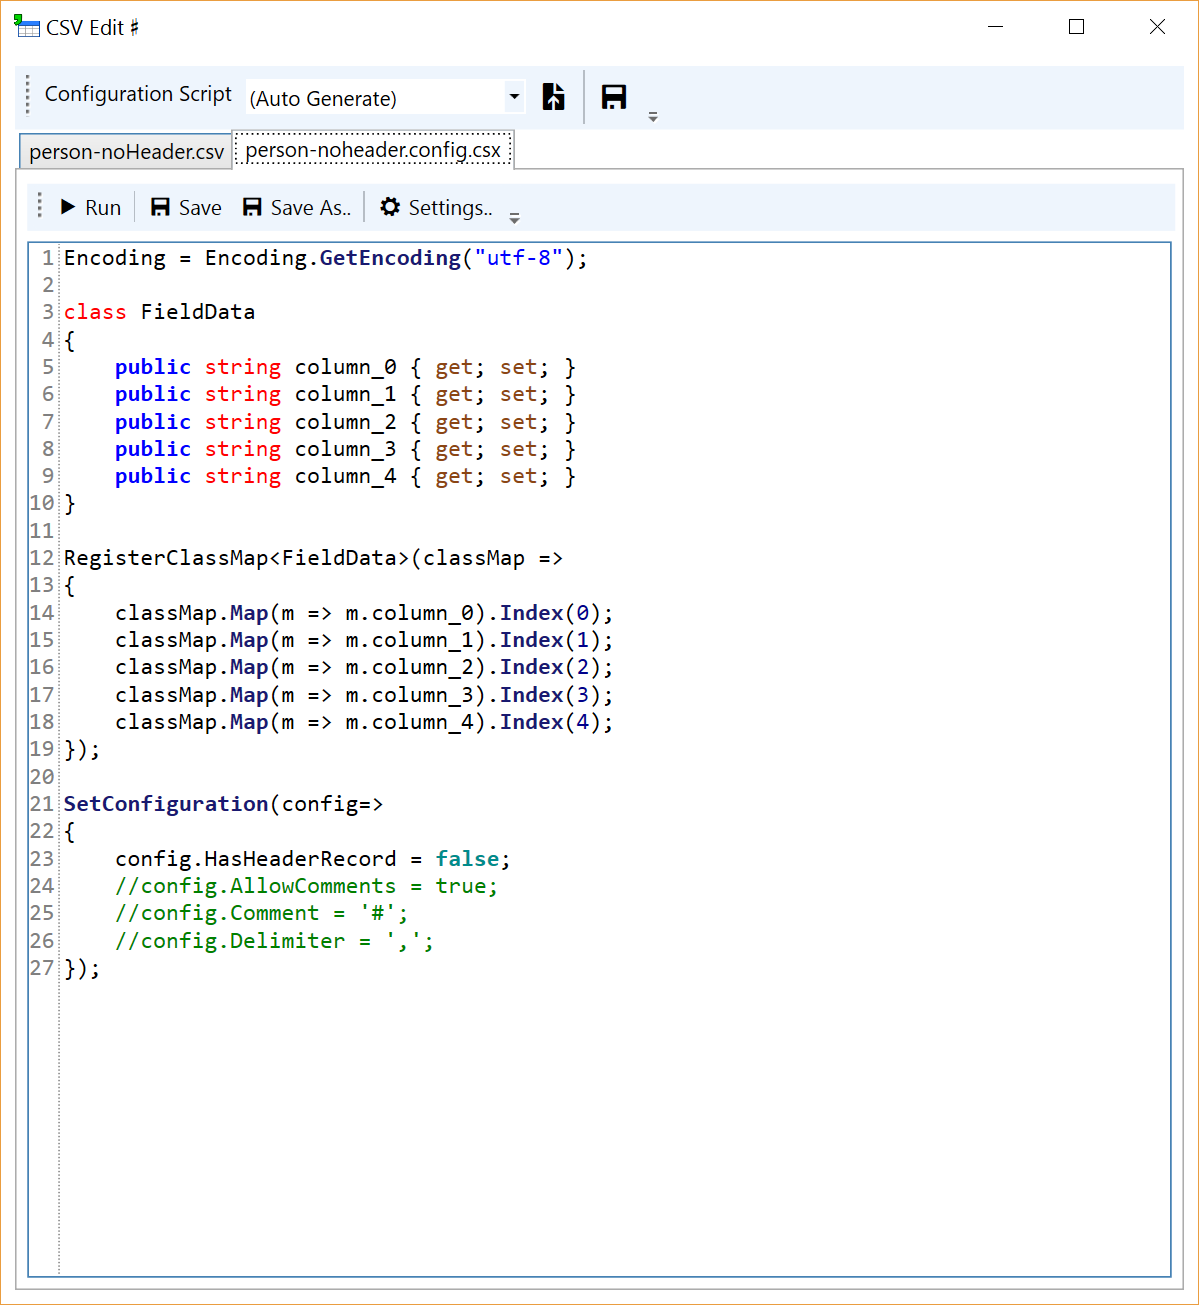 CSV Edit ♯
Configuration Script (Auto Generate)
person-noHeader.csv person-noheader.config.csx
Run Save Save As.. Settings..
1 Encoding = Encoding.GetEncoding("utf-8");
2
3 class FieldData
4 {
5     public string column_0 { get; set; }
6     public string column_1 { get; set; }
7     public string column_2 { get; set; }
8     public string column_3 { get; set; }
9     public string column_4 { get; set; }
10 }
11
12 RegisterClassMap<FieldData>(classMap =>
13 {
14     classMap.Map(m => m.column_0).Index(0);
15     classMap.Map(m => m.column_1).Index(1);
16     classMap.Map(m => m.column_2).Index(2);
17     classMap.Map(m => m.column_3).Index(3);
18     classMap.Map(m => m.column_4).Index(4);
19 });
20
21 SetConfiguration(config=>
22 {
23     config.HasHeaderRecord = false;
24     //config.AllowComments = true;
25     //config.Comment = '#';
26     //config.Delimiter = ',';
27 });